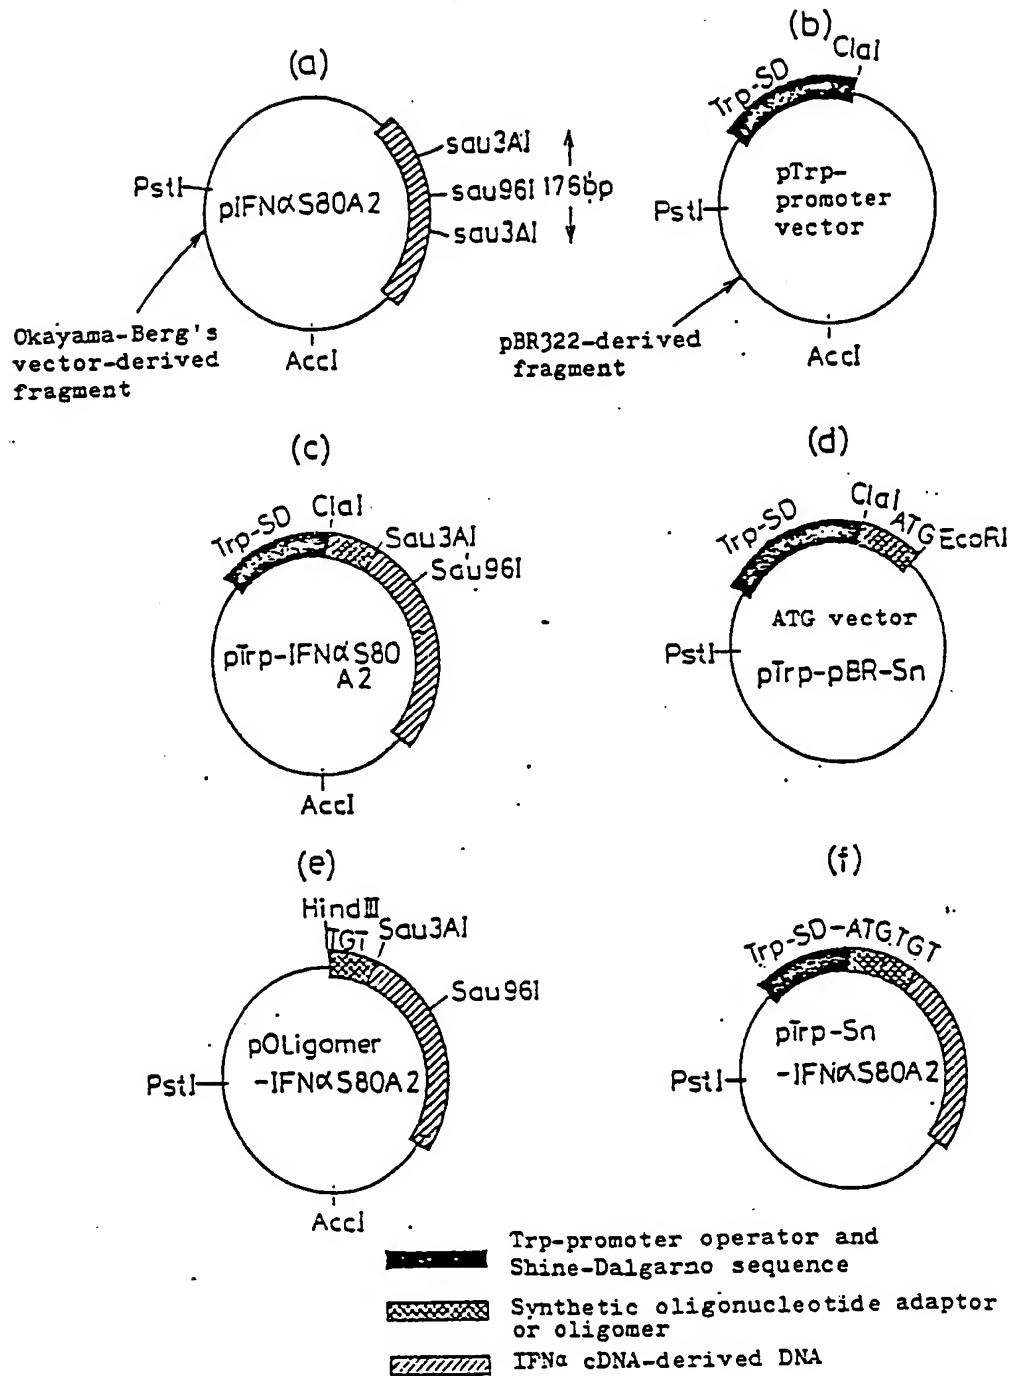 (a)
sau3AI
PstI
pIFNαS80A2
sau96I 176bp
sau3AI
Okayama-Berg's
vector-derived
fragment
AccI
(b)
Trp-SD
ClaI
pTrp-
promoter
vector
PstI
pBR322-derived
fragment
AccI
(c)
Trp-SD
ClaI
Sau3AI
Sau96I
pTrp-IFNαS80
A2
AccI
(d)
Trp-SD
ClaI
ATG
EcoRI
ATG vector
PstI
pTrp-pBR-Sn
(e)
HindIII
TGT
Sau3AI
Sau96I
pOLigomer
-IFNαS80A2
PstI
AccI
(f)
Trp-SD-ATGTGT
pTrp-Sn
-IFNαS80A2
PstI
Trp-promoter operator and
Shine-Dalgarno sequence
Synthetic oligonucleotide adaptor
or oligomer
IFNα cDNA-derived DNA